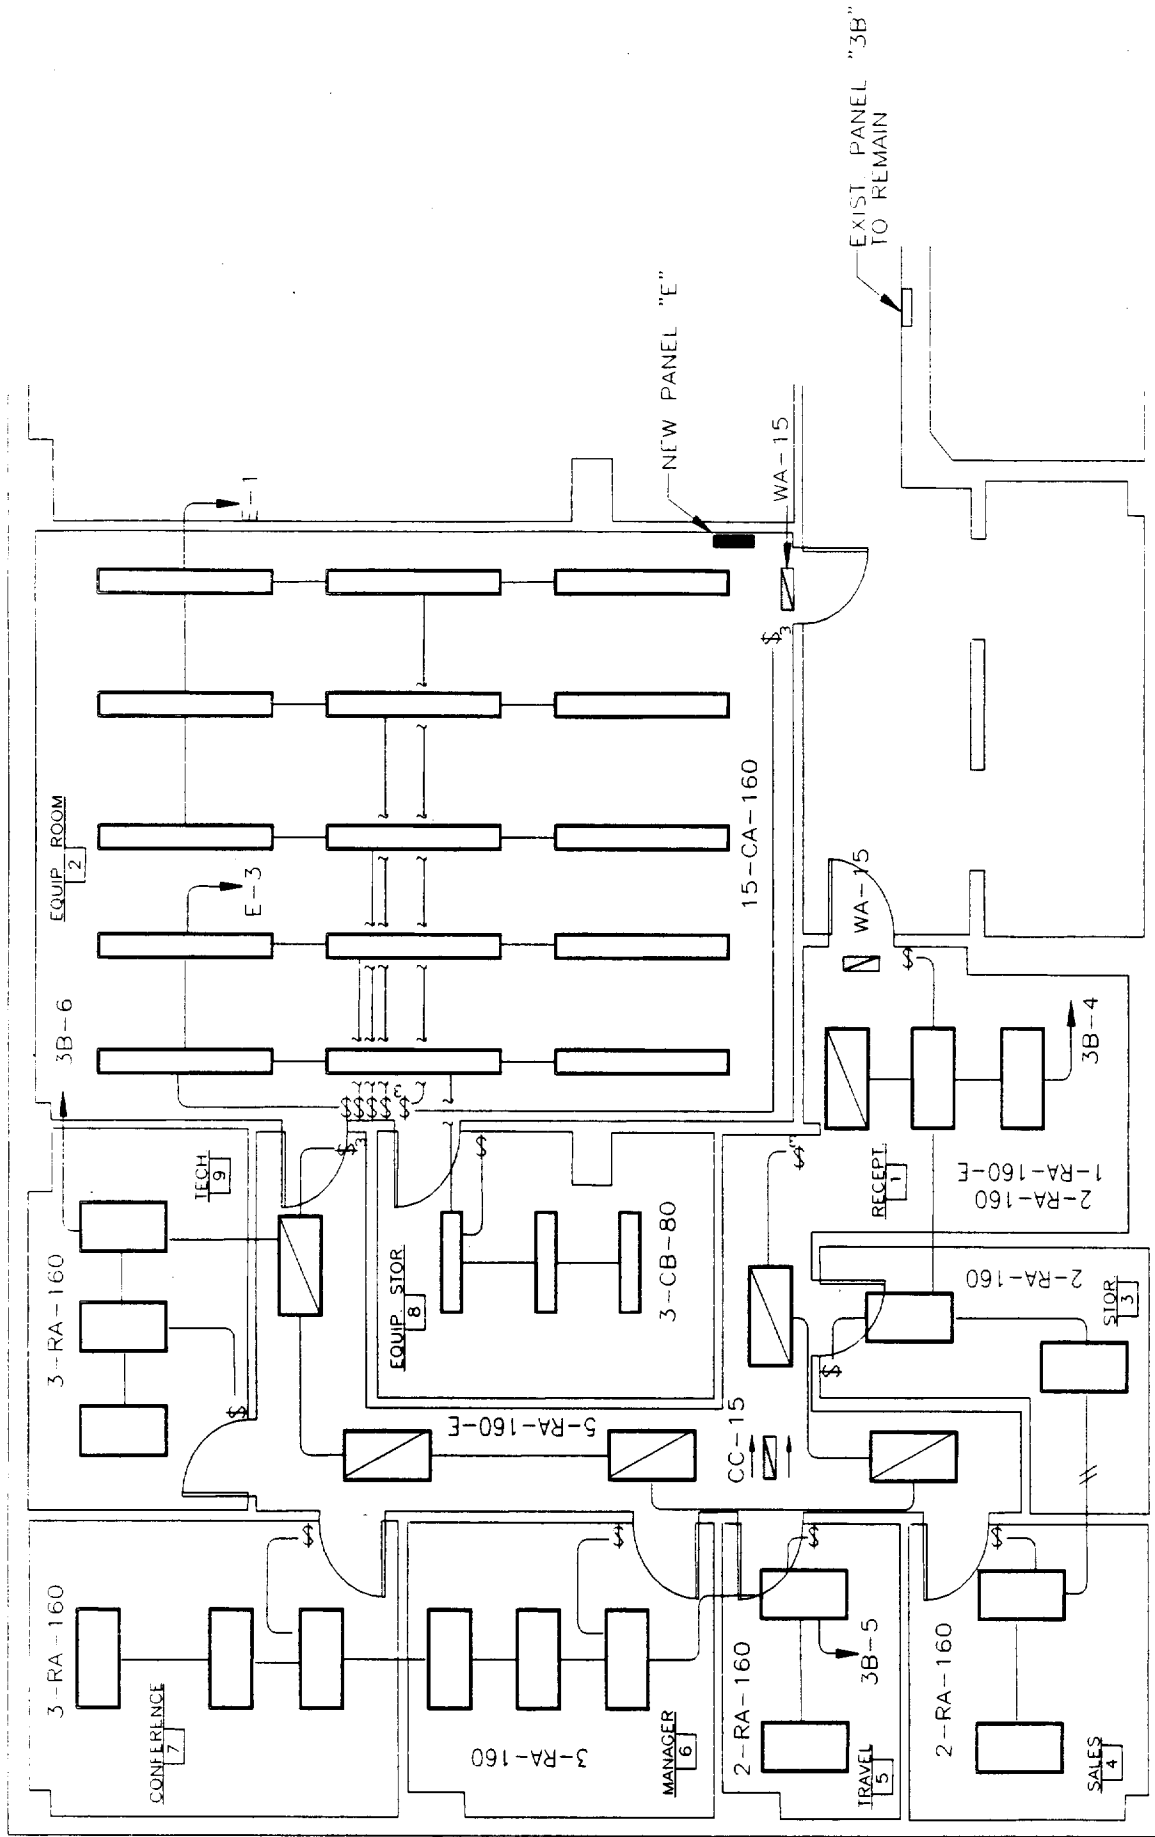 EXIST. PANEL "3B"
TO REMAIN
NEW PANEL "E"
WA-15
E-1
EQUIP ROOM
2
E-3
15-CA-160
3
$
3B-6
$
$
$
$
$
3
WA-15
$
3B-4
RECEPT
1
2-RA-160
1-RA-160-E
TECH
9
3-RA-160
$
3
$
$
EQUIP. STOR
8
3-CB-80
$
5-RA-160-E
CC-15
$
STOR
3
2-RA-160
3-RA-160
$
CONFERENCE
7
$
MANAGER
6
3-RA-160
$
2-RA-160
3B-5
TRAVEL
5
$
2-RA-160
SALES
4